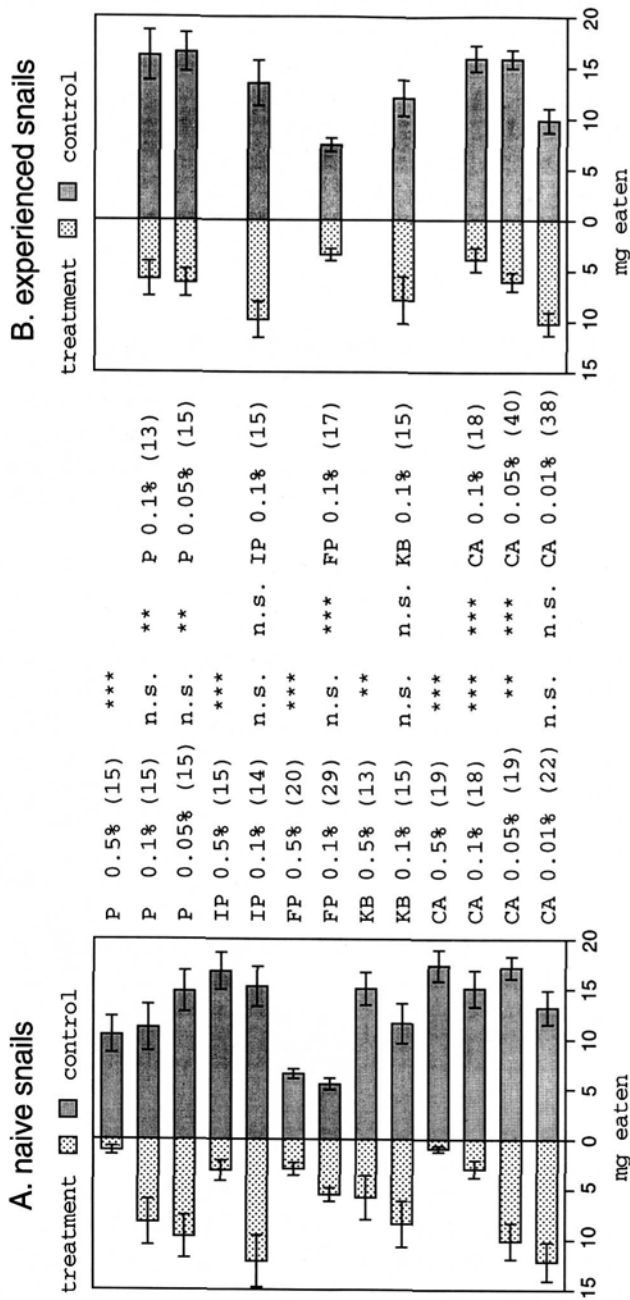 A. naive snails
treatment control
15 10 5 0 5 10 15 20
mg eaten
P 0.5% (15) ***
P 0.1% (15) n.s.
P 0.05% (15) n.s.
IP 0.5% (15) ***
IP 0.1% (14) n.s.
FP 0.5% (20) ***
FP 0.1% (29) n.s.
KB 0.5% (13) **
KB 0.1% (15) n.s.
CA 0.5% (19) ***
CA 0.1% (18) ***
CA 0.05% (19) **
CA 0.01% (22) n.s.
B. experienced snails
treatment control
** P 0.1% (13)
** P 0.05% (15)
n.s. IP 0.1% (15)
*** FP 0.1% (17)
n.s. KB 0.1% (15)
*** CA 0.1% (18)
*** CA 0.05% (40)
n.s. CA 0.01% (38)
15 10 5 0 5 10 15 20
mg eaten